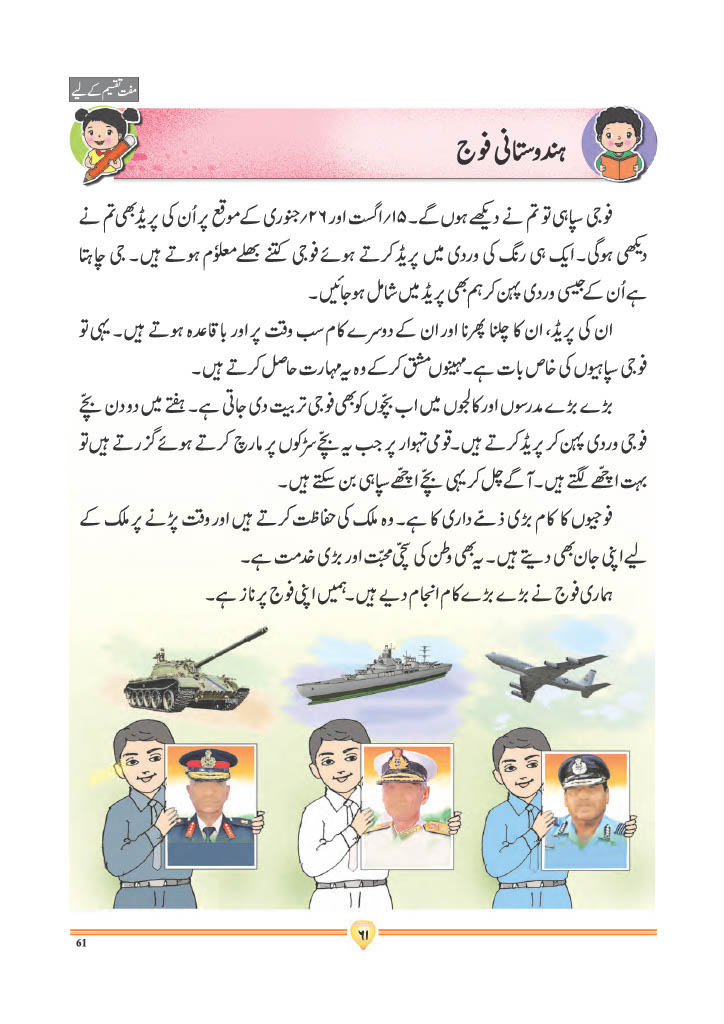 مفت تقسیم کے لیے
ہندوستانی فوج
فوجی سپاہی تو تم نے دیکھے ہوں گے۔ ۱۵؍اگست اور ۲۶؍جنوری کے موقع پر اُن کی پریڈ بھی تم نے
دیکھی ہوگی۔ ایک ہی رنگ کی وردی میں پریڈ کرتے ہوئے فوجی کتنے بھلے معلوٗم ہوتے ہیں۔ جی چاہتا
ہے اُن کے جیسی وردی پہن کر ہم بھی پریڈ میں شامل ہوجائیں۔
ان کی پریڈ، ان کا چلنا پھرنا اور ان کے دوسرے کام سب وقت پر اور باقاعدہ ہوتے ہیں۔ یہی تو
فوجی سپاہیوں کی خاص بات ہے۔ مہینوں مشق کرکے وہ یہ مہارت حاصل کرتے ہیں۔
بڑے بڑے مدرسوں اور کالجوں میں اب بچّوں کو بھی فوجی تربیت دی جاتی ہے۔ ہفتے میں دو دن بچّے
فوجی وردی پہن کر پریڈ کرتے ہیں۔ قومی تہوار پر جب یہ بچّے سڑکوں پر مارچ کرتے ہوئے گزرتے ہیں تو
بہت اچھّے لگتے ہیں۔ آگے چل کر یہی بچّے اچھّے سپاہی بن سکتے ہیں۔
فوجیوں کا کام بڑی ذمّے داری کا ہے۔ وہ ملک کی حفاظت کرتے ہیں اور وقت پڑنے پر ملک کے
لیے اپنی جان بھی دیتے ہیں۔ یہ بھی وطن کی سچّی محبّت اور بڑی خدمت ہے۔
ہماری فوج نے بڑے بڑے کام انجام دیے ہیں۔ ہمیں اپنی فوج پر ناز ہے۔
۶۱
61